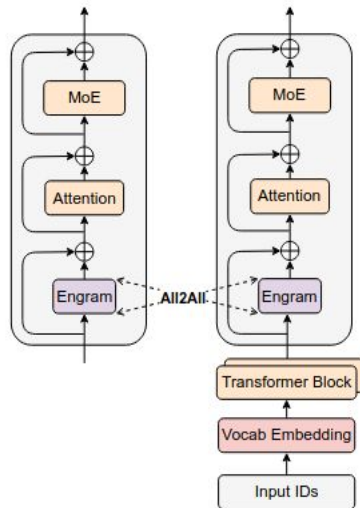 MoE
MoE
Attention
Attention
Engram
All2All
Engram
Transformer Block
Vocab Embedding
Input IDs